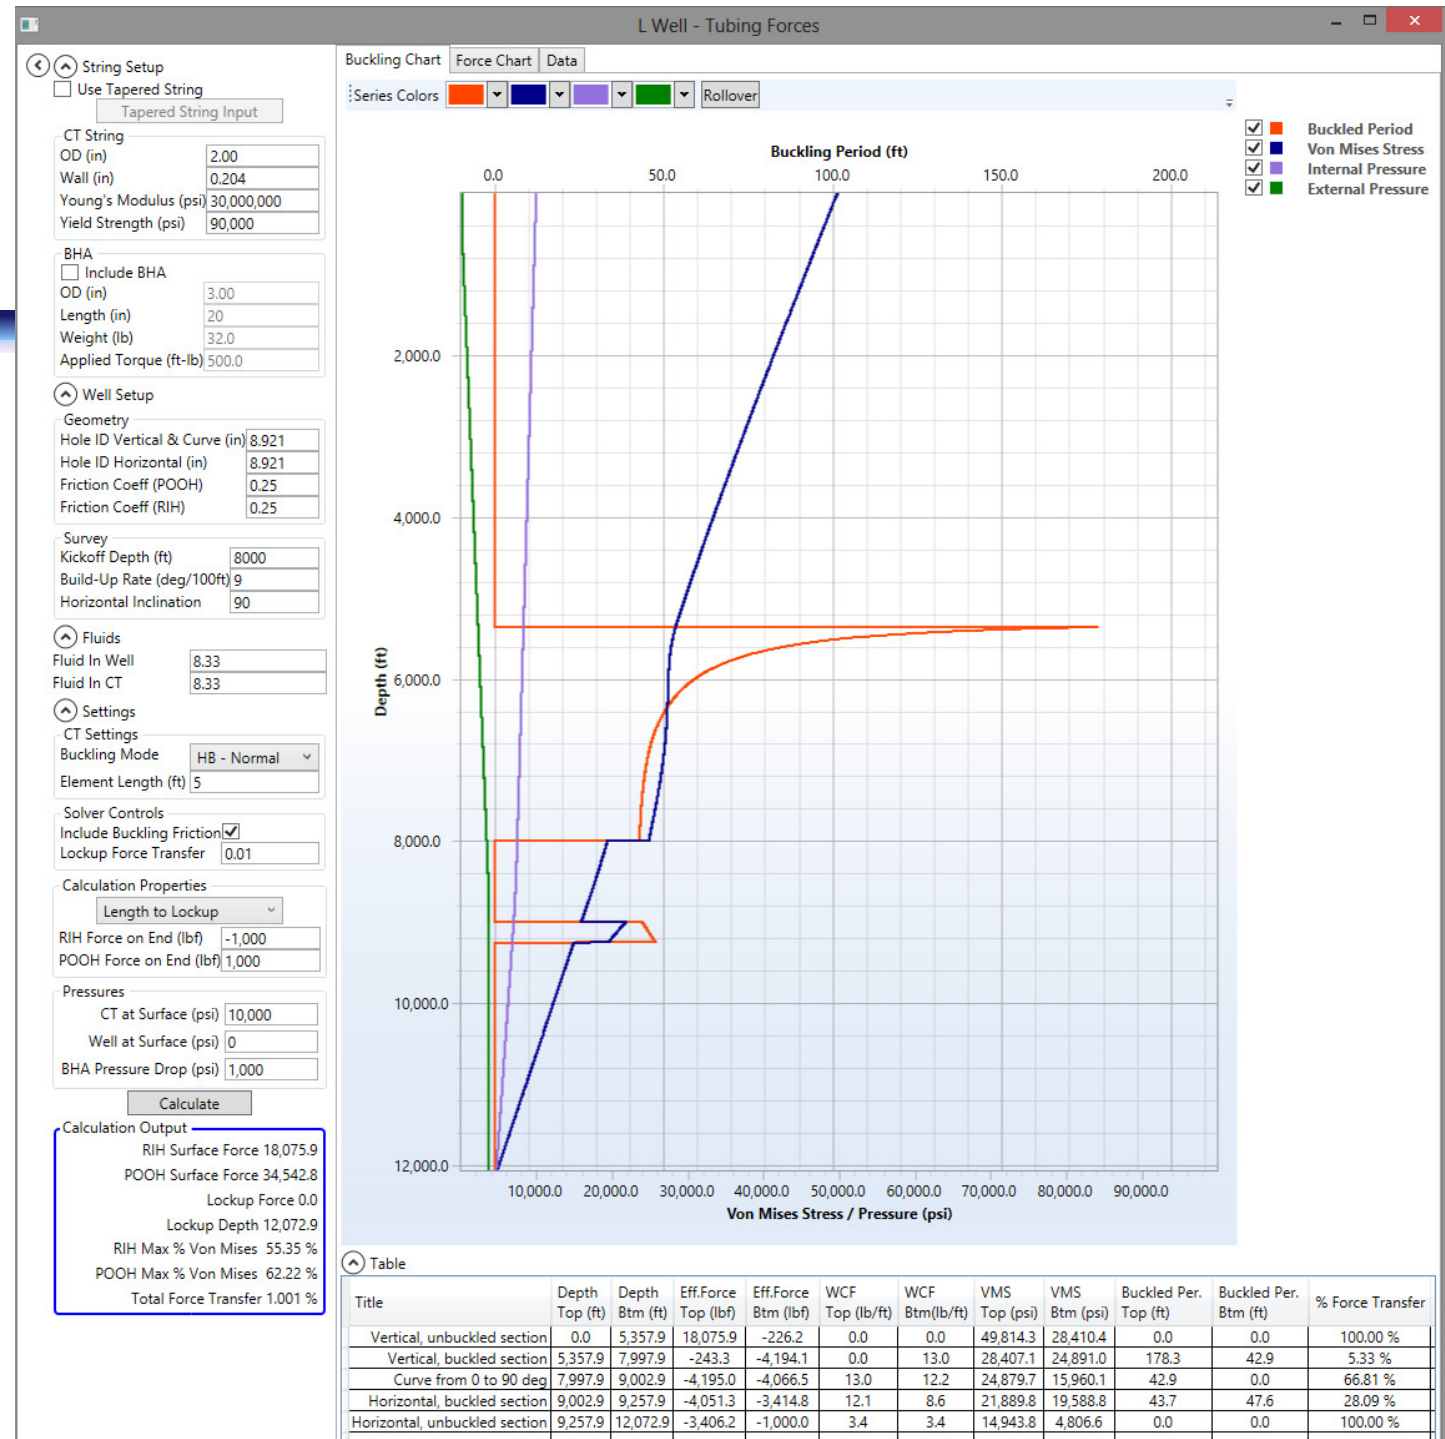 L Well - Tubing Forces
String Setup
Use Tapered String
Tapered String Input
CT String
OD (in) 2.00
Wall (in) 0.204
Young's Modulus (psi) 30,000,000
Yield Strength (psi) 90,000
BHA
Include BHA
OD (in) 3.00
Length (in) 20
Weight (lb) 32.0
Applied Torque (ft-lb) 500.0
Well Setup
Geometry
Hole ID Vertical & Curve (in) 8.921
Hole ID Horizontal (in) 8.921
Friction Coeff (POOH) 0.25
Friction Coeff (RIH) 0.25
Survey
Kickoff Depth (ft) 8000
Build-Up Rate (deg/100ft) 9
Horizontal Inclination 90
Fluids
Fluid In Well 8.33
Fluid In CT 8.33
Settings
CT Settings
Buckling Mode HB - Normal
Element Length (ft) 5
Solver Controls
Include Buckling Friction
Lockup Force Transfer 0.01
Calculation Properties
Length to Lockup
RIH Force on End (lbf) -1,000
POOH Force on End (lbf) 1,000
Pressures
CT at Surface (psi) 10,000
Well at Surface (psi) 0
BHA Pressure Drop (psi) 1,000
Calculate
Calculation Output
RIH Surface Force 18,075.9
POOH Surface Force 34,542.8
Lockup Force 0.0
Lockup Depth 12,072.9
RIH Max % Von Mises 55.35 %
POOH Max % Von Mises 62.22 %
Total Force Transfer 1.001 %
Buckling Chart Force Chart Data
Series Colors Rollover
Buckled Period
Von Mises Stress
Internal Pressure
External Pressure
Buckling Period (ft)
0.0 50.0 100.0 150.0 200.0
Depth (ft)
2,000.0
4,000.0
6,000.0
8,000.0
10,000.0
12,000.0
10,000.0 20,000.0 30,000.0 40,000.0 50,000.0 60,000.0 70,000.0 80,000.0 90,000.0
Von Mises Stress / Pressure (psi)
Table
Title Depth Top (ft) Depth Btm (ft) Eff.Force Top (lbf) Eff.Force Btm (lbf) WCF Top (lb/ft) WCF Btm(lb/ft) VMS Top (psi) VMS Btm (psi) Buckled Per. Top (ft) Buckled Per. Btm (ft) % Force Transfer
Vertical, unbuckled section 0.0 5,357.9 18,075.9 -226.2 0.0 0.0 49,814.3 28,410.4 0.0 0.0 100.00 %
Vertical, buckled section 5,357.9 7,997.9 -243.3 -4,194.1 0.0 13.0 28,407.1 24,891.0 178.3 42.9 5.33 %
Curve from 0 to 90 deg 7,997.9 9,002.9 -4,195.0 -4,066.5 13.0 12.2 24,879.7 15,960.1 42.9 0.0 66.81 %
Horizontal, buckled section 9,002.9 9,257.9 -4,051.3 -3,414.8 12.1 8.6 21,889.8 19,588.8 43.7 47.6 28.09 %
Horizontal, unbuckled section 9,257.9 12,072.9 -3,406.2 -1,000.0 3.4 3.4 14,943.8 4,806.6 0.0 0.0 100.00 %